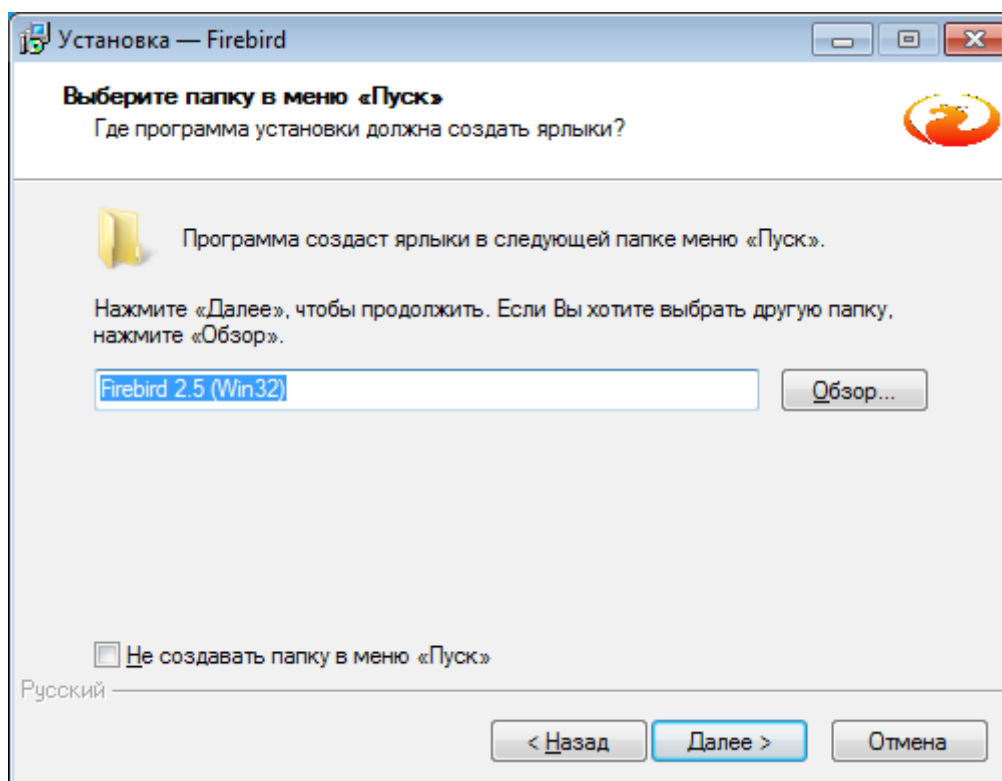 Установка — Firebird
Выберите папку в меню «Пуск»
Где программа установки должна создать ярлыки?
Программа создаст ярлыки в следующей папке меню «Пуск».
Нажмите «Далее», чтобы продолжить. Если Вы хотите выбрать другую папку,
нажмите «Обзор».
Firebird 2.5 (Win32)
Обзор...
Не создавать папку в меню «Пуск»
Русский
< Назад
Далее >
Отмена